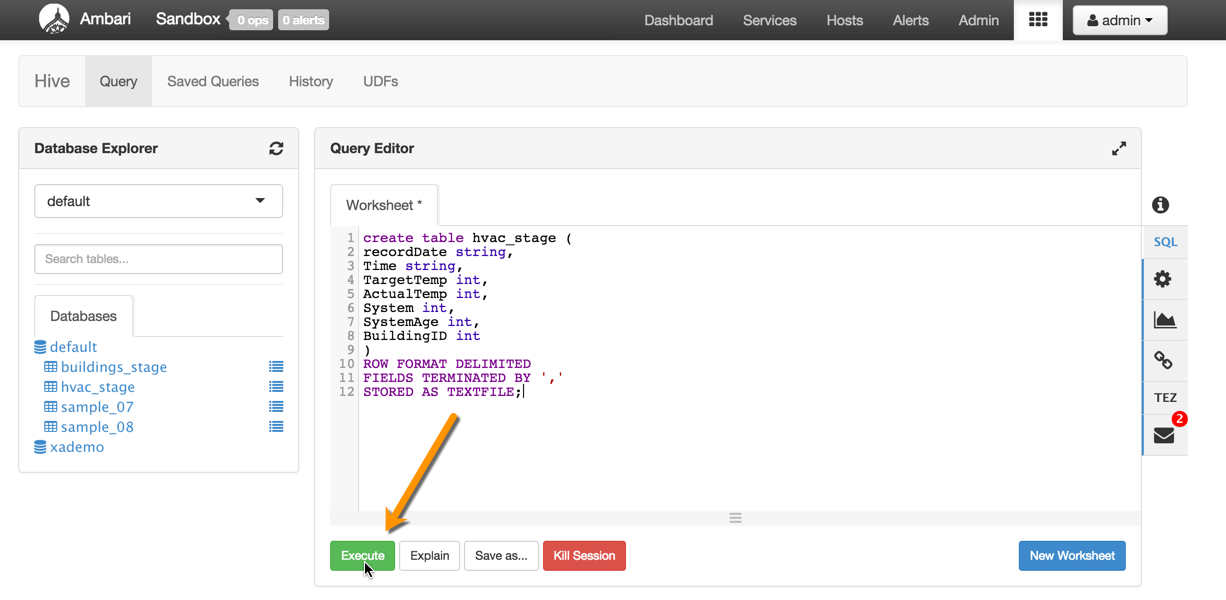 Ambari Sandbox 0 ops 0 alerts Dashboard Services Hosts Alerts Admin admin
Hive Query Saved Queries History UDFs
Database Explorer
default
Search tables...
Databases
default
buildings_stage
hvac_stage
sample_07
sample_08
xademo
Query Editor
Worksheet *
1 create table hvac_stage (
2 recordDate string,
3 Time string,
4 TargetTemp int,
5 ActualTemp int,
6 System int,
7 SystemAge int,
8 BuildingID int
9 )
10 ROW FORMAT DELIMITED
11 FIELDS TERMINATED BY ','
12 STORED AS TEXTFILE;
Execute Explain Save as... Kill Session New Worksheet
SQL
TEZ
2